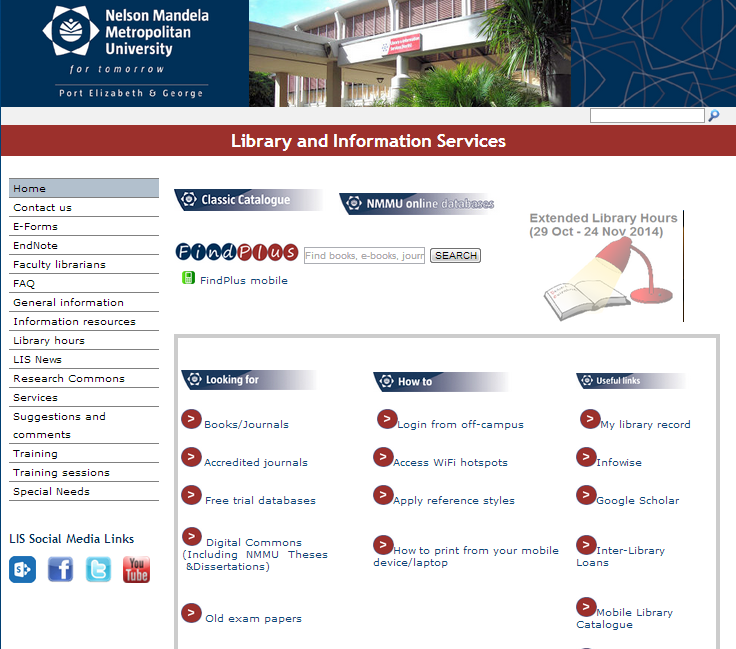 Nelson Mandela
Metropolitan
University
for tomorrow
Port Elizabeth & George
Library and Information Services
Home
Contact us
E-Forms
EndNote
Faculty librarians
FAQ
General information
Information resources
Library hours
LIS News
Research Commons
Services
Suggestions and
comments
Training
Training sessions
Special Needs
LIS Social Media Links
You
Tube
Classic Catalogue
NMMU online databases
FindPlus
Find books, e-books, jour
SEARCH
FindPlus mobile
Extended Library Hours
(29 Oct - 24 Nov 2014)
Looking for
> Books/Journals
> Accredited journals
> Free trial databases
> Digital Commons
(Including NMMU Theses
&Dissertations)
> Old exam papers
How to
> Login from off-campus
> Access WiFi hotspots
> Apply reference styles
> How to print from your mobile
device/laptop
Useful links
> My library record
> Infowise
> Google Scholar
> Inter-Library
Loans
> Mobile Library
Catalogue